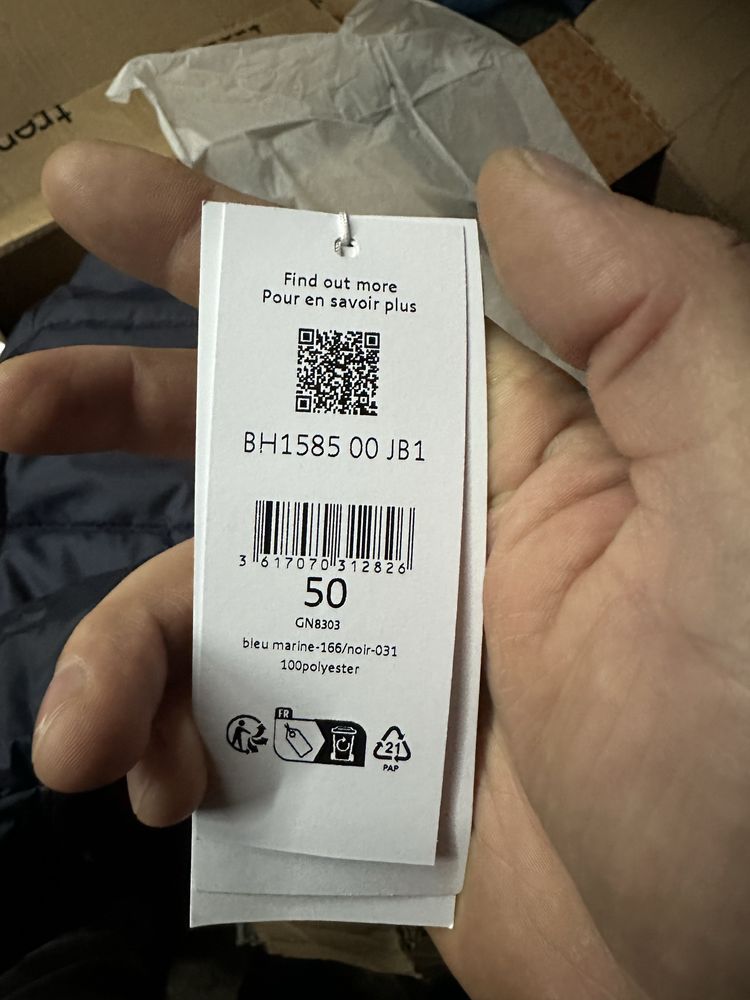 tran
Find out more
Pour en savoir plus
BH1585 00 JB1
3 617070 312826
50
GN8303
bleu marine-166/noir-031
100polyester
FR
21
PAP